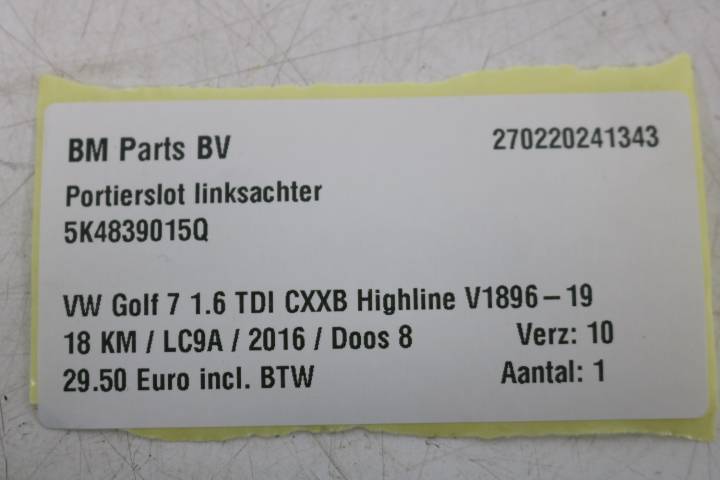 BM Parts BV 270220241343
Portierslot linksachter
5K4839015Q
VW Golf 7 1.6 TDI CXXB Highline V1896-19
18 KM / LC9A / 2016 / Doos 8 Verz: 10
29.50 Euro incl. BTW Aantal: 1